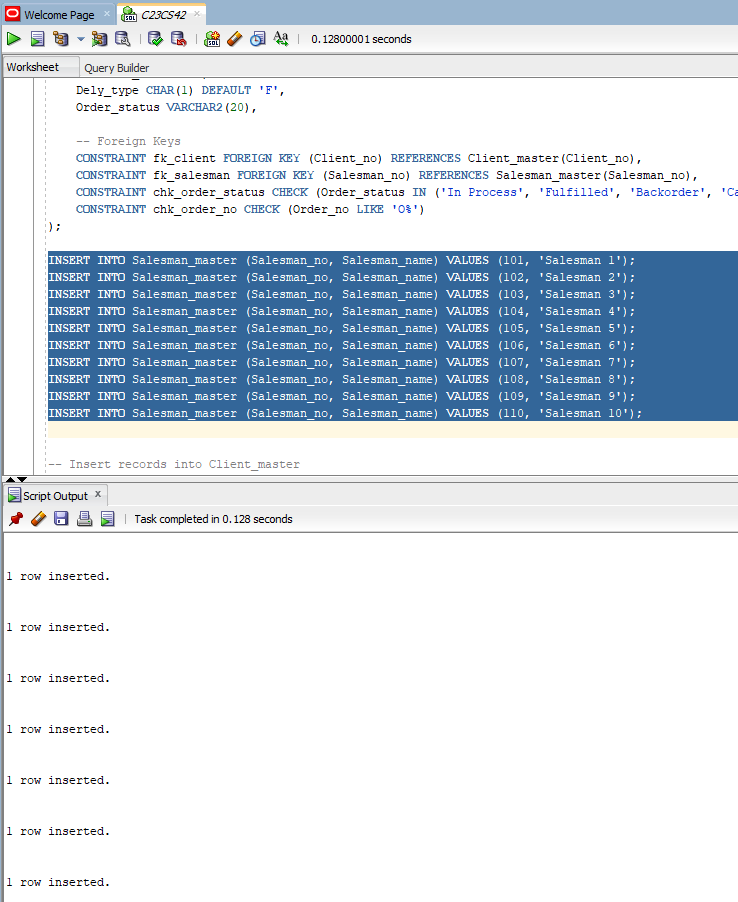 Welcome Page
C23CS42
0.12800001 seconds
Worksheet
Query Builder
Dely_type CHAR(1) DEFAULT 'F',
Order_status VARCHAR2(20),
-- Foreign Keys
CONSTRAINT fk_client FOREIGN KEY (Client_no) REFERENCES Client_master(Client_no),
CONSTRAINT fk_salesman FOREIGN KEY (Salesman_no) REFERENCES Salesman_master(Salesman_no),
CONSTRAINT chk_order_status CHECK (Order_status IN ('In Process', 'Fulfilled', 'Backorder', 'Ca
CONSTRAINT chk_order_no CHECK (Order_no LIKE 'O%')
);
INSERT INTO Salesman_master (Salesman_no, Salesman_name) VALUES (101, 'Salesman 1');
INSERT INTO Salesman_master (Salesman_no, Salesman_name) VALUES (102, 'Salesman 2');
INSERT INTO Salesman_master (Salesman_no, Salesman_name) VALUES (103, 'Salesman 3');
INSERT INTO Salesman_master (Salesman_no, Salesman_name) VALUES (104, 'Salesman 4');
INSERT INTO Salesman_master (Salesman_no, Salesman_name) VALUES (105, 'Salesman 5');
INSERT INTO Salesman_master (Salesman_no, Salesman_name) VALUES (106, 'Salesman 6');
INSERT INTO Salesman_master (Salesman_no, Salesman_name) VALUES (107, 'Salesman 7');
INSERT INTO Salesman_master (Salesman_no, Salesman_name) VALUES (108, 'Salesman 8');
INSERT INTO Salesman_master (Salesman_no, Salesman_name) VALUES (109, 'Salesman 9');
INSERT INTO Salesman_master (Salesman_no, Salesman_name) VALUES (110, 'Salesman 10');
-- Insert records into Client_master
Script Output
Task completed in 0.128 seconds
1 row inserted.
1 row inserted.
1 row inserted.
1 row inserted.
1 row inserted.
1 row inserted.
1 row inserted.